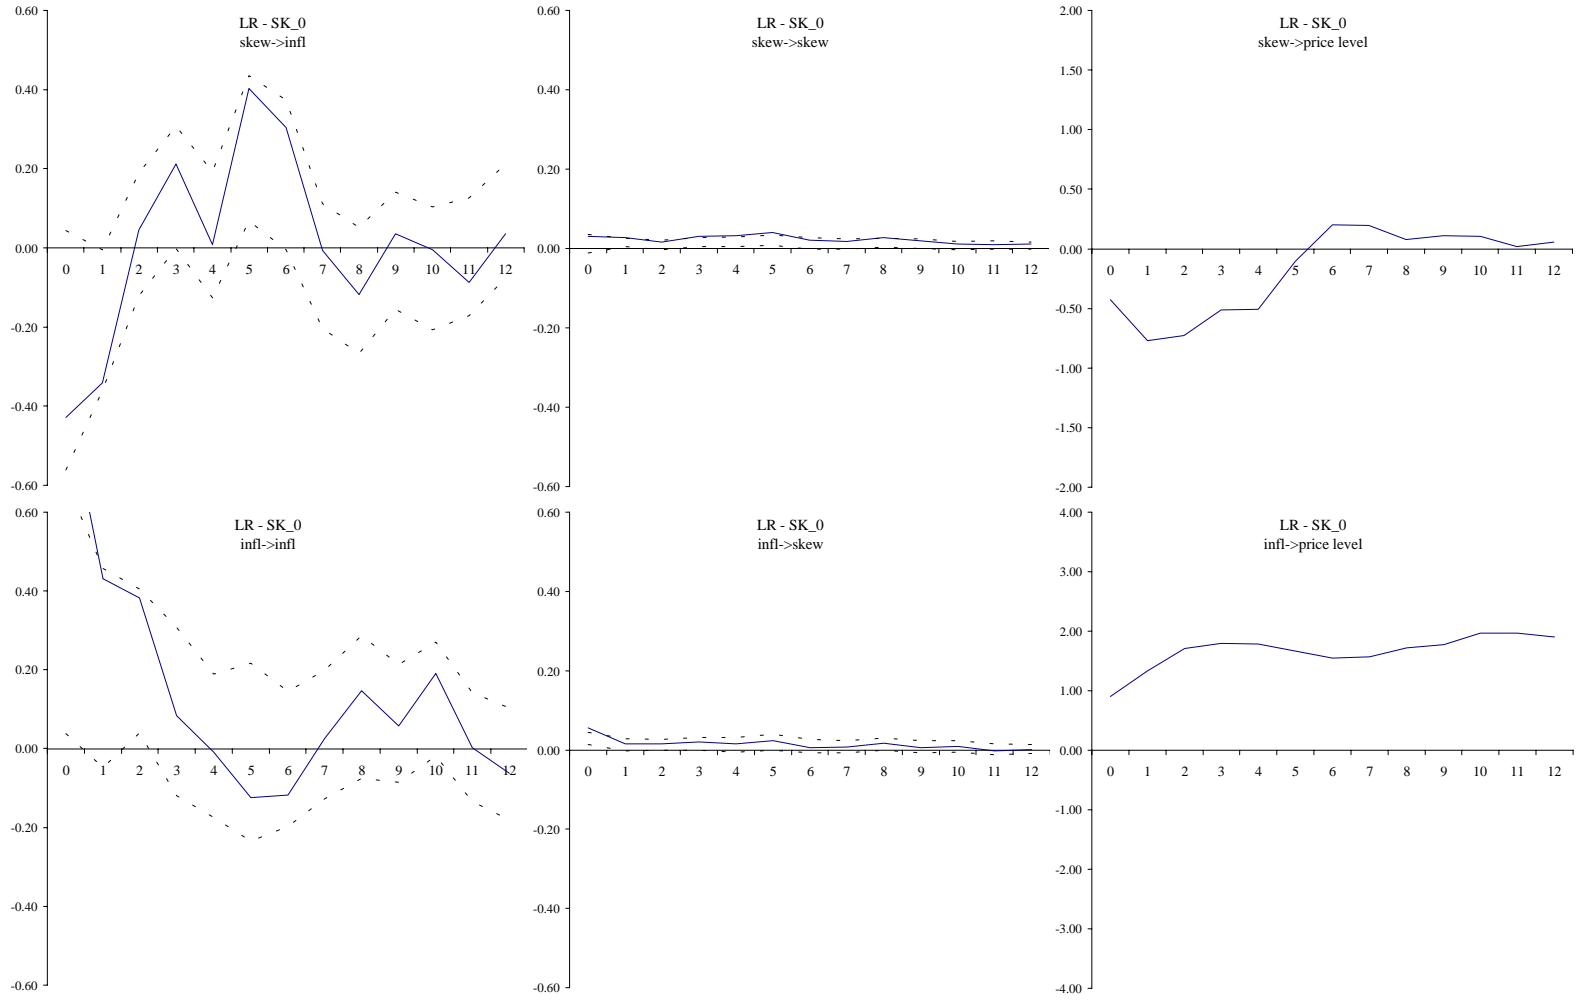 LR - SK_0
skew->infl
0.60
0.40
0.20
0.00
-0.20
-0.40
-0.60
0 1 2 3 4 5 6 7 8 9 10 11 12
LR - SK_0
skew->skew
0.60
0.40
0.20
0.00
-0.20
-0.40
-0.60
0 1 2 3 4 5 6 7 8 9 10 11 12
LR - SK_0
skew->price level
2.00
1.50
1.00
0.50
0.00
-0.50
-1.00
-1.50
-2.00
0 1 2 3 4 5 6 7 8 9 10 11 12
LR - SK_0
infl->infl
0.60
0.40
0.20
0.00
-0.20
-0.40
-0.60
0 1 2 3 4 5 6 7 8 9 10 11 12
LR - SK_0
infl->skew
0.60
0.40
0.20
0.00
-0.20
-0.40
-0.60
0 1 2 3 4 5 6 7 8 9 10 11 12
LR - SK_0
infl->price level
4.00
3.00
2.00
1.00
0.00
-1.00
-2.00
-3.00
-4.00
0 1 2 3 4 5 6 7 8 9 10 11 12